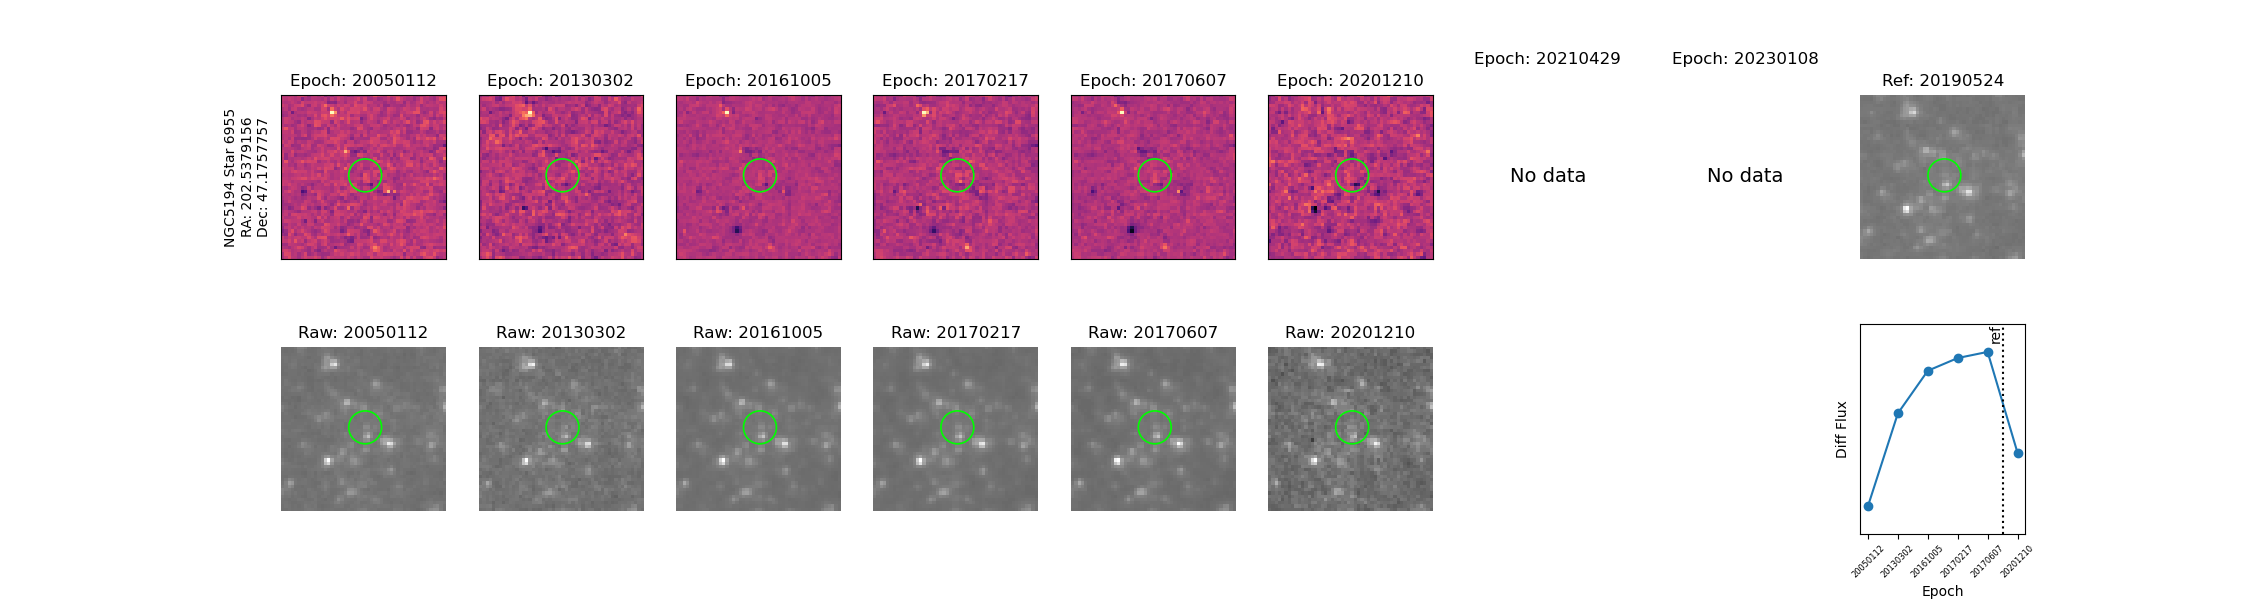 Epoch: 20050112
Epoch: 20130302
Epoch: 20161005
Epoch: 20170217
Epoch: 20170607
Epoch: 20201210
Epoch: 20210429
Epoch: 20230108
Ref: 20190524
NGC5194 Star 6955
RA: 202.5379156
Dec: 47.1757757
No data
No data
Raw: 20050112
Raw: 20130302
Raw: 20161005
Raw: 20170217
Raw: 20170607
Raw: 20201210
ref
Diff Flux
20050112
20130302
20161005
20170217
20170607
20201210
Epoch